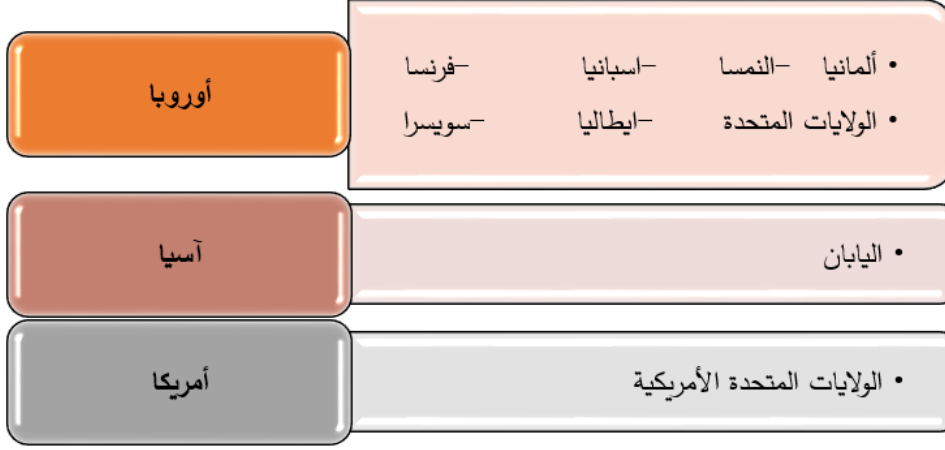 أوروبا
• ألمانيا –النمسا –اسبانيا –فرنسا
• الولايات المتحدة –ايطاليا –سويسرا
آسيا
• اليابان
أمريكا
• الولايات المتحدة الأمريكية